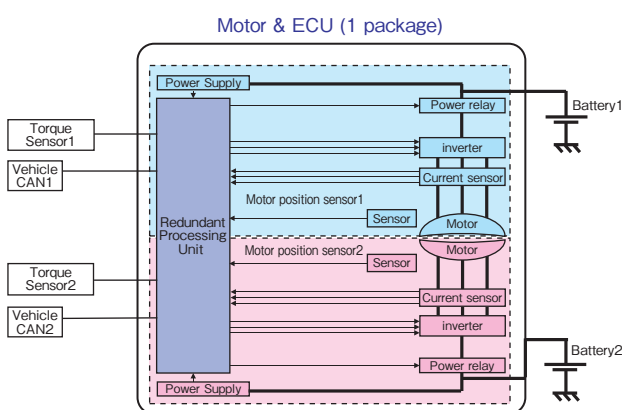 Motor & ECU (1 package)
Power Supply
Power relay
Battery1
Torque
Sensor1
inverter
Vehicle
CAN1
Current sensor
Motor position sensor1
Sensor
Motor
Redundant
Processing
Unit
Motor position sensor2
Sensor
Motor
Torque
Sensor2
Current sensor
Vehicle
CAN2
inverter
Battery2
Power relay
Power Supply